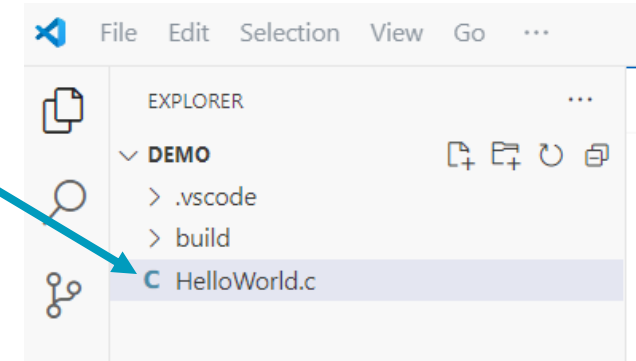 File Edit Selection View Go ...
EXPLORER ...
DEMO
.vscode
build
C HelloWorld.c